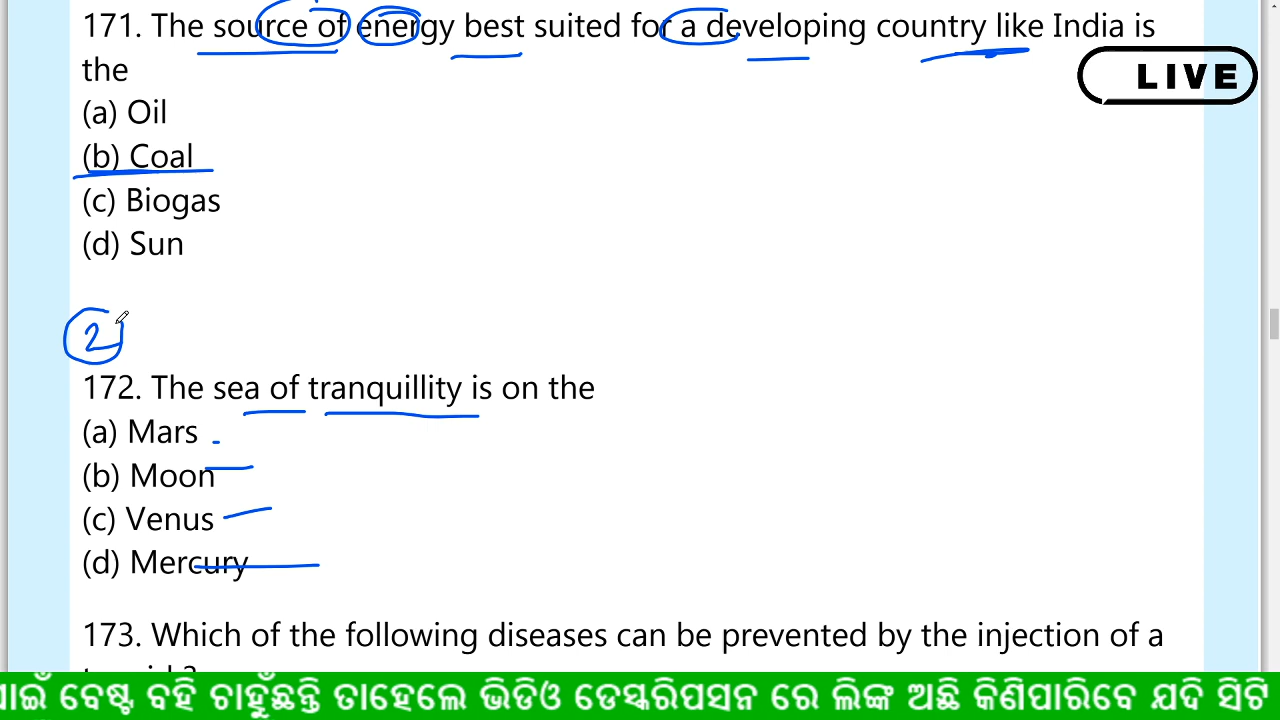 171. The source of energy best suited for a developing country like India is
the
LIVE
(a) Oil
(b) Coal
(c) Biogas
(d) Sun
2
172. The sea of tranquillity is on the
(a) Mars
(b) Moon
(c) Venus
(d) Mercury
173. Which of the following diseases can be prevented by the injection of a
ବେଷ୍ଟ ବହି ଚାହୁଁଛନ୍ତି ତାହେଲେ ଭିଡିଓ ଡେସ୍କରିପସନ ରେ ଲିଙ୍କ ଅଛି କିଣିପାରିବେ ଯଦି ସିଟି